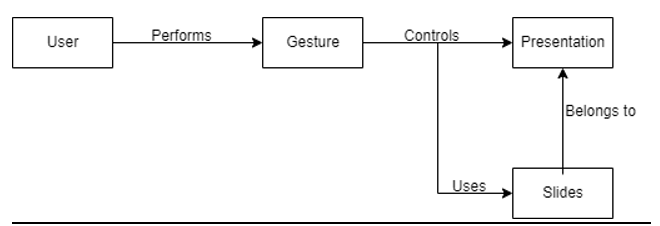 User
Performs
Gesture
Controls
Presentation
Belongs to
Uses
Slides